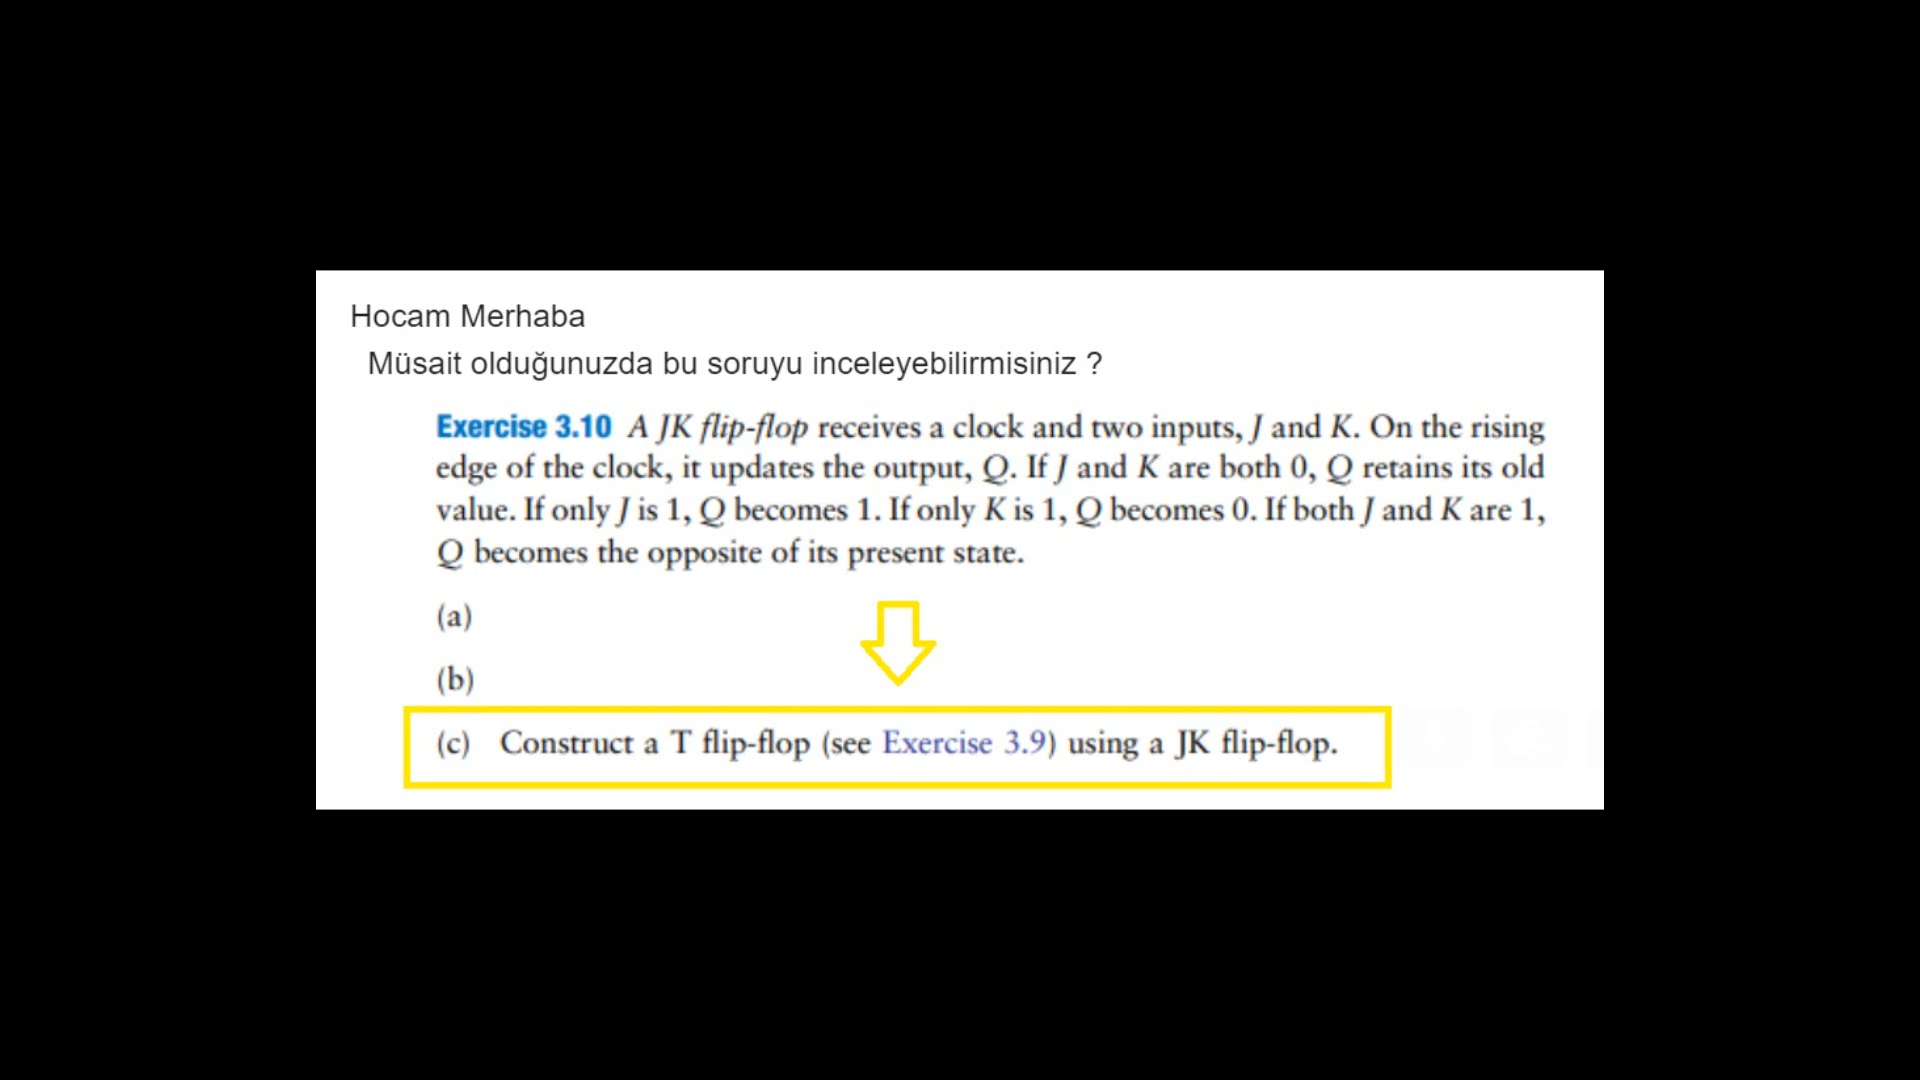 Hocam Merhaba
Müsait olduğunuzda bu soruyu inceleyebilirmisiniz ?
Exercise 3.10 A JK flip-flop receives a clock and two inputs, J and K. On the rising
edge of the clock, it updates the output, Q. If J and K are both 0, Q retains its old
value. If only J is 1, Q becomes 1. If only K is 1, Q becomes 0. If both J and K are 1,
Q becomes the opposite of its present state.
(a)
(b)
(c) Construct a T flip-flop (see Exercise 3.9) using a JK flip-flop.